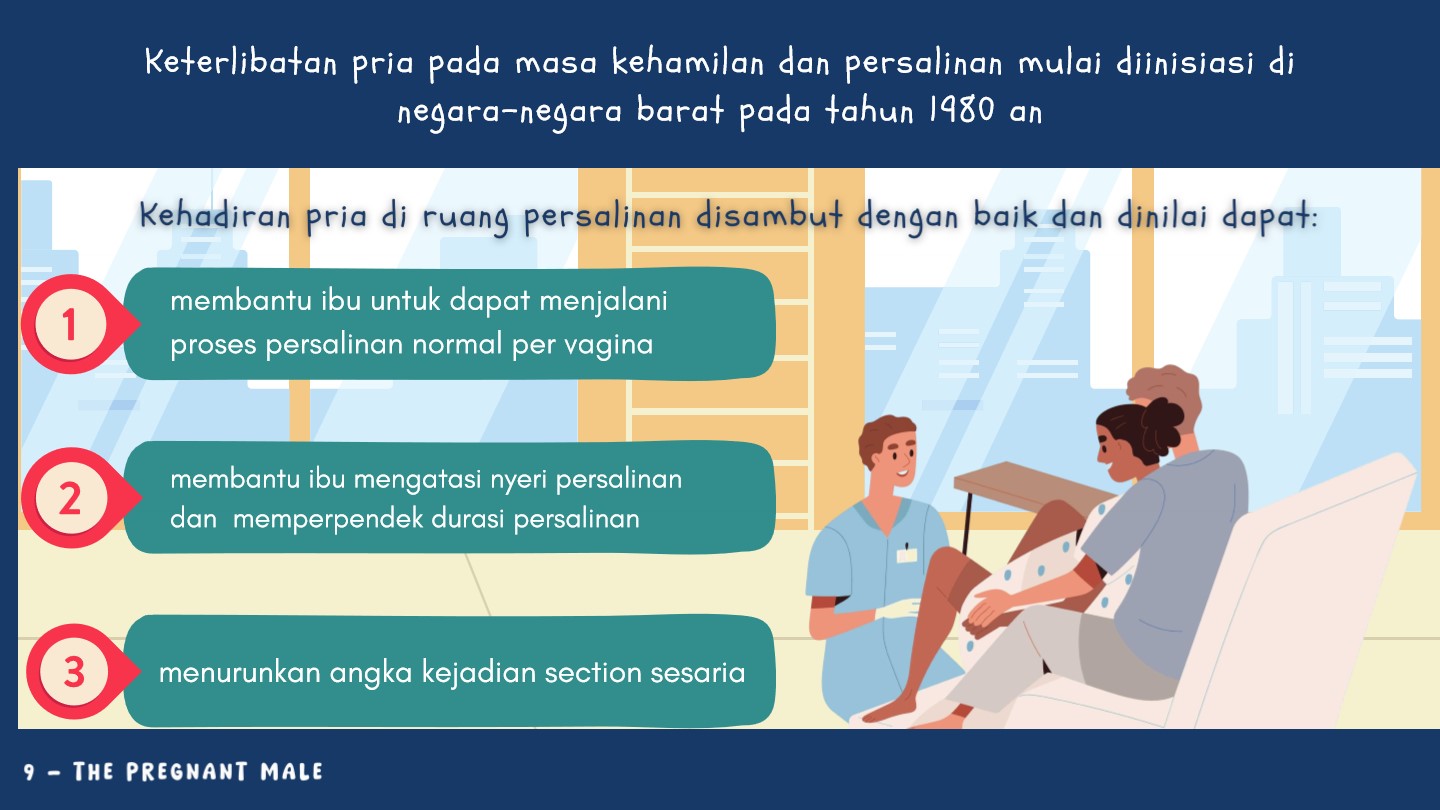 Keterlibatan pria pada masa kehamilan dan persalinan mulai diinisiasi di
negara-negara barat pada tahun 1980 an
Kehadiran pria di ruang persalinan disambut dengan baik dan dinilai dapat:
1
membantu ibu untuk dapat menjalani
proses persalinan normal per vagina
2
membantu ibu mengatasi nyeri persalinan
dan memperpendek durasi persalinan
3
menurunkan angka kejadian section sesaria
9 - THE PREGNANT MALE